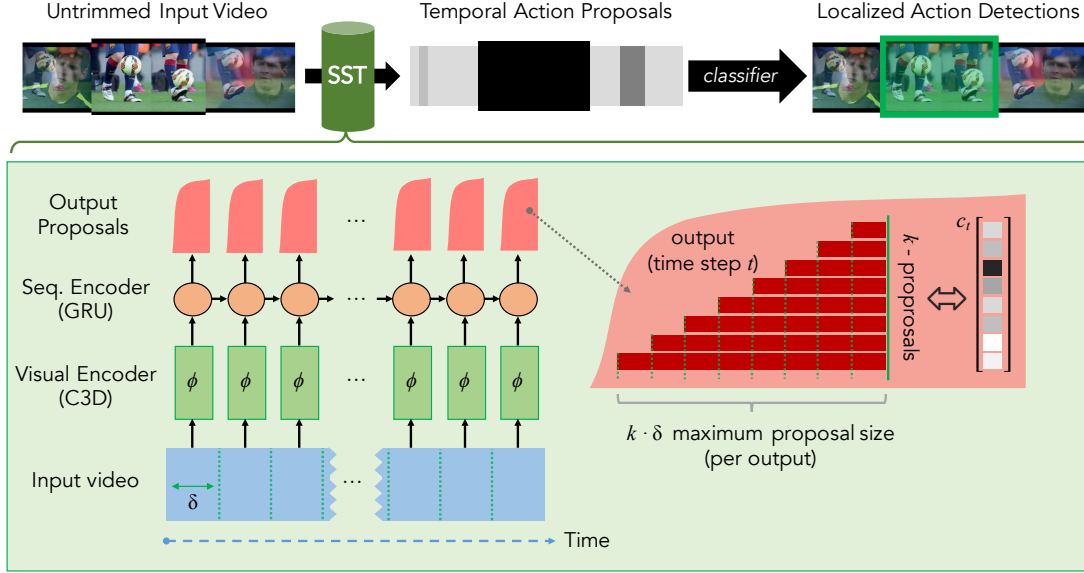 Untrimmed Input Video
Temporal Action Proposals
Localized Action Detections
SST
classifier
Output
Proposals
...
output
(time step t)
k - proprosals
c_t
Seq. Encoder
(GRU)
...
Visual Encoder
(C3D)
ϕ ϕ ϕ ... ϕ ϕ ϕ
k · δ maximum proposal size
(per output)
Input video
...
δ
Time